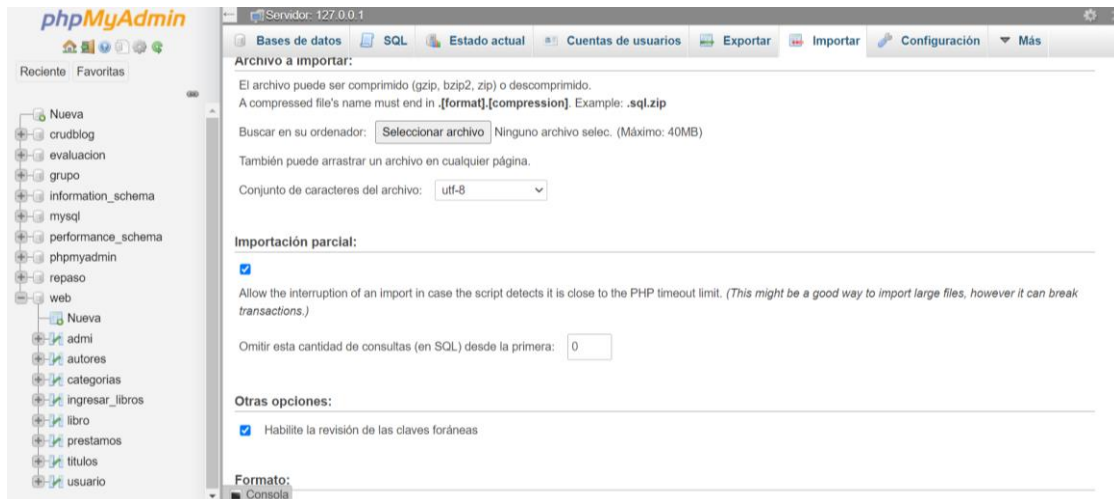 phpMyAdmin
Reciente Favoritas
Nueva
crudblog
evaluacion
grupo
information_schema
mysql
performance_schema
phpmyadmin
repaso
web
Nueva
admi
autores
categorias
ingresar_libros
libro
prestamos
titulos
usuario
Servidor: 127.0.0.1
Bases de datos SQL Estado actual Cuentas de usuarios Exportar Importar Configuración Más
Archivo a importar:
El archivo puede ser comprimido (gzip, bzip2, zip) o descomprimido.
A compressed file's name must end in .[format].[compression]. Example: .sql.zip
Buscar en su ordenador: Seleccionar archivo Ninguno archivo selec. (Máximo: 40MB)
También puede arrastrar un archivo en cualquier página.
Conjunto de caracteres del archivo: utf-8
Importación parcial:
Allow the interruption of an import in case the script detects it is close to the PHP timeout limit. (This might be a good way to import large files, however it can break
transactions.)
Omitir esta cantidad de consultas (en SQL) desde la primera: 0
Otras opciones:
Habilite la revisión de las claves foráneas
Formato:
Consola